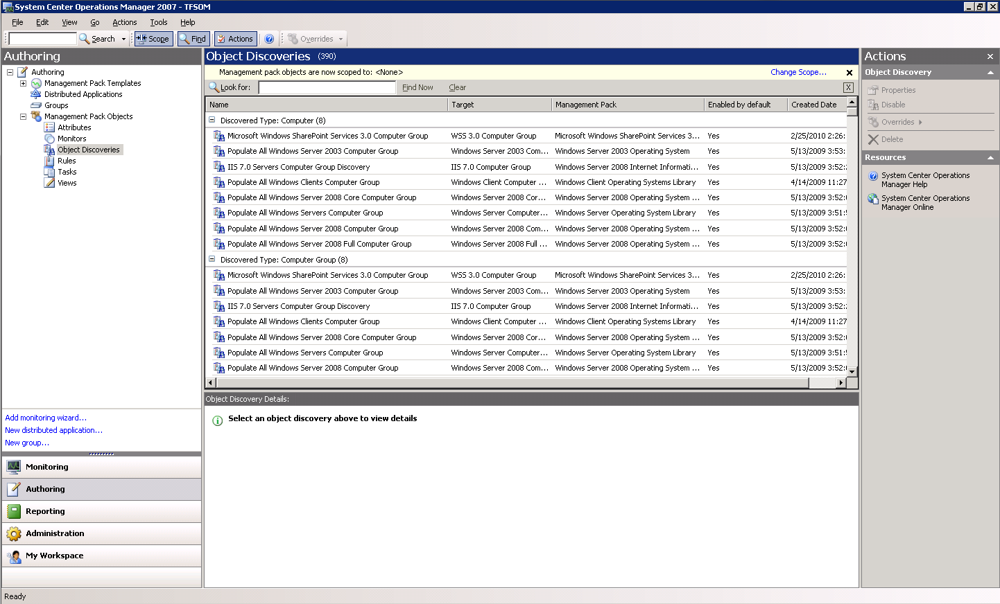 System Center Operations Manager 2007 - TFSOM
File Edit View Go Actions Tools Help
Search Scope Find Actions Overrides
Authoring
Authoring
Management Pack Templates
Distributed Applications
Groups
Management Pack Objects
Attributes
Monitors
Object Discoveries
Rules
Tasks
Views
Add monitoring wizard...
New distributed application...
New group...
Monitoring
Authoring
Reporting
Administration
My Workspace
Ready
Object Discoveries (390)
Management pack objects are now scoped to: <None> Change Scope...
Look for: Find Now Clear X
Name Target Management Pack Enabled by default Created Date
Discovered Type: Computer (8)
Microsoft Windows SharePoint Services 3.0 Computer Group WSS 3.0 Computer Group Microsoft Windows SharePoint Services 3... Yes 2/25/2010 2:26:
Populate All Windows Server 2003 Computer Group Windows Server 2003 Com... Windows Server 2003 Operating System Yes 5/13/2009 3:53:
IIS 7.0 Servers Computer Group Discovery IIS 7.0 Computer Group Windows Server 2008 Internet Informati... Yes 5/13/2009 3:52:
Populate All Windows Clients Computer Group Windows Client Computer ... Windows Client Operating Systems Library Yes 4/14/2009 11:27
Populate All Windows Server 2008 Core Computer Group Windows Server 2008 Cor... Windows Server 2008 Operating System ... Yes 5/13/2009 3:52:
Populate All Windows Servers Computer Group Windows Server Computer... Windows Server Operating System Library Yes 5/13/2009 3:51:
Populate All Windows Server 2008 Computer Group Windows Server 2008 Com... Windows Server 2008 Operating System ... Yes 5/13/2009 3:52:
Populate All Windows Server 2008 Full Computer Group Windows Server 2008 Full ... Windows Server 2008 Operating System ... Yes 5/13/2009 3:52:
Discovered Type: Computer Group (8)
Microsoft Windows SharePoint Services 3.0 Computer Group WSS 3.0 Computer Group Microsoft Windows SharePoint Services 3... Yes 2/25/2010 2:26:
Populate All Windows Server 2003 Computer Group Windows Server 2003 Com... Windows Server 2003 Operating System Yes 5/13/2009 3:53:
IIS 7.0 Servers Computer Group Discovery IIS 7.0 Computer Group Windows Server 2008 Internet Informati... Yes 5/13/2009 3:52:
Populate All Windows Clients Computer Group Windows Client Computer ... Windows Client Operating Systems Library Yes 4/14/2009 11:27
Populate All Windows Server 2008 Core Computer Group Windows Server 2008 Cor... Windows Server 2008 Operating System ... Yes 5/13/2009 3:52:
Populate All Windows Servers Computer Group Windows Server Computer... Windows Server Operating System Library Yes 5/13/2009 3:51:
Populate All Windows Server 2008 Computer Group Windows Server 2008 Com... Windows Server 2008 Operating System ... Yes 5/13/2009 3:52:
Object Discovery Details:
Select an object discovery above to view details
Actions
Object Discovery
Properties
Disable
Overrides
Delete
Resources
System Center Operations
Manager Help
System Center Operations
Manager Online